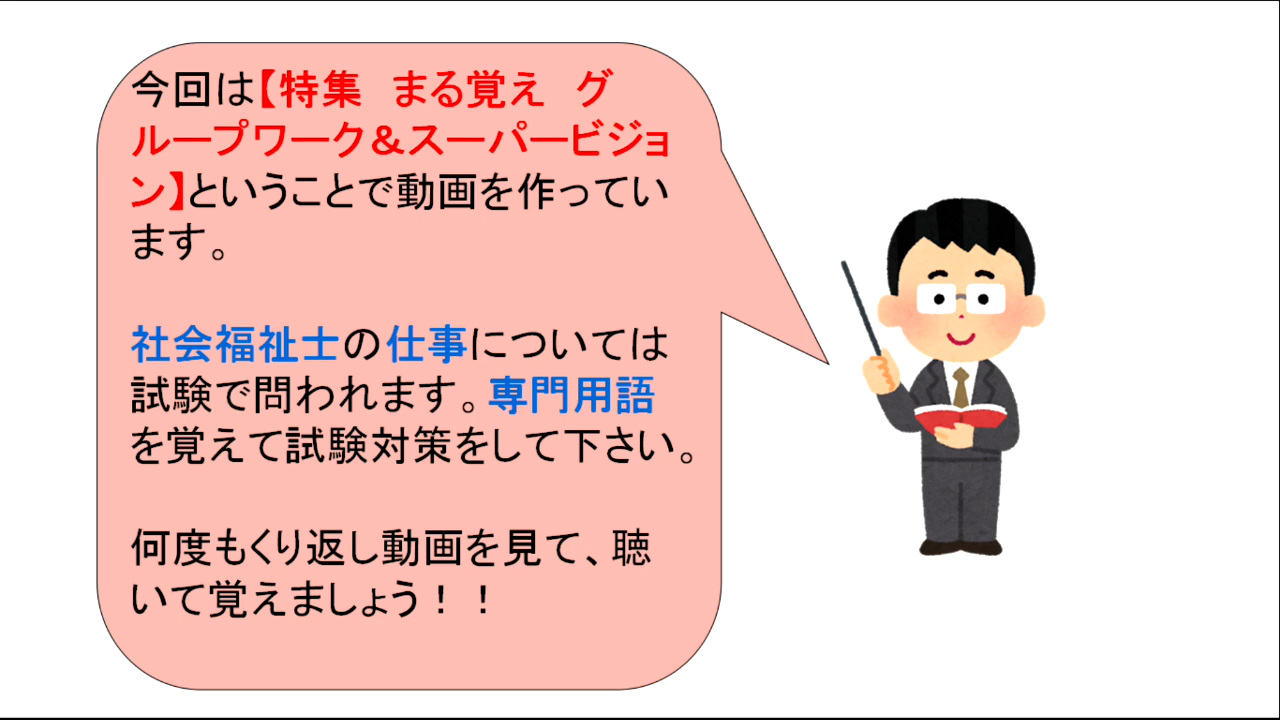 今回は【特集　まる覚え　グ
ループワーク＆スーパービジョ
ン】ということで動画を作ってい
ます。
社会福祉士の仕事については
試験で問われます。専門用語
を覚えて試験対策をして下さい。
何度もくり返し動画を見て、聴
いて覚えましょう！！